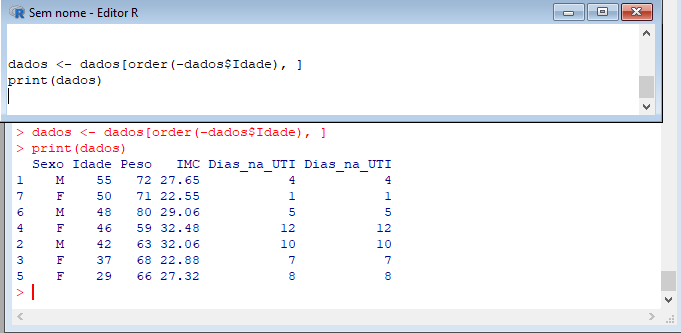 Sem nome - Editor R
dados <- dados[order(-dados$Idade), ]
print(dados)
> dados <- dados[order(-dados$Idade), ]
> print(dados)
  Sexo Idade Peso   IMC Dias_na_UTI Dias_na_UTI
1    M    55   72 27.65           4           4
7    F    50   71 22.55           1           1
6    M    48   80 29.06           5           5
4    F    46   59 32.48          12          12
2    M    42   63 32.06          10          10
3    F    37   68 22.88           7           7
5    F    29   66 27.32           8           8
>